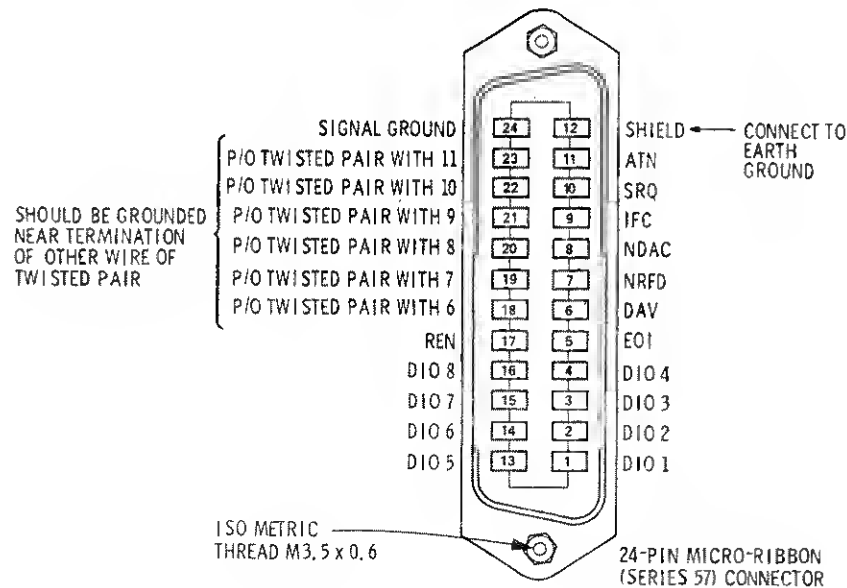 SIGNAL GROUND 24 12 SHIELD
P/O TWISTED PAIR WITH 11 23 11 ATN
P/O TWISTED PAIR WITH 10 22 10 SRQ
P/O TWISTED PAIR WITH 9 21 9 IFC
P/O TWISTED PAIR WITH 8 20 8 NDAC
P/O TWISTED PAIR WITH 7 19 7 NRFD
P/O TWISTED PAIR WITH 6 18 6 DAV
REN 17 5 EOI
DIO 8 16 4 DIO 4
DIO 7 15 3 DIO 3
DIO 6 14 2 DIO 2
DIO 5 13 1 DIO 1
CONNECT TO
EARTH
GROUND
SHOULD BE GROUNDED
NEAR TERMINATION
OF OTHER WIRE OF
TWISTED PAIR
ISO METRIC
THREAD M3.5 x 0.6
24-PIN MICRO-RIBBON
(SERIES 57) CONNECTOR